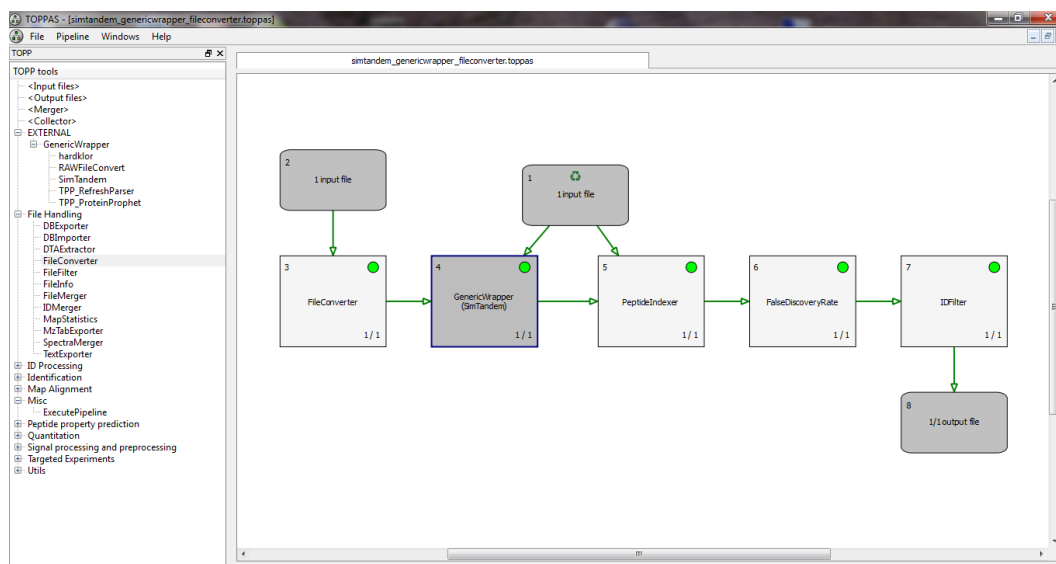 TOPPAS - [simtandem_genericwrapper_fileconverter.toppas]
File Pipeline Windows Help
TOPP
TOPP tools
<Input files>
<Output files>
<Merger>
<Collector>
EXTERNAL
GenericWrapper
hardklor
RAWFileConvert
SimTandem
TPP_RefreshParser
TPP_ProteinProphet
File Handling
DBExporter
DBImporter
DTAExtractor
FileConverter
FileFilter
FileInfo
FileMerger
IDMerger
MapStatistics
MzTabExporter
SpectraMerger
TextExporter
ID Processing
Identification
Map Alignment
Misc
ExecutePipeline
Peptide property prediction
Quantitation
Signal processing and preprocessing
Targeted Experiments
Utils
simtandem_genericwrapper_fileconverter.toppas
2
1 input file
1
1 input file
3
FileConverter
1 / 1
4
GenericWrapper
(SimTandem)
1 / 1
5
PeptideIndexer
1 / 1
6
FalseDiscoveryRate
1 / 1
7
IDFilter
1 / 1
8
1/1 output file